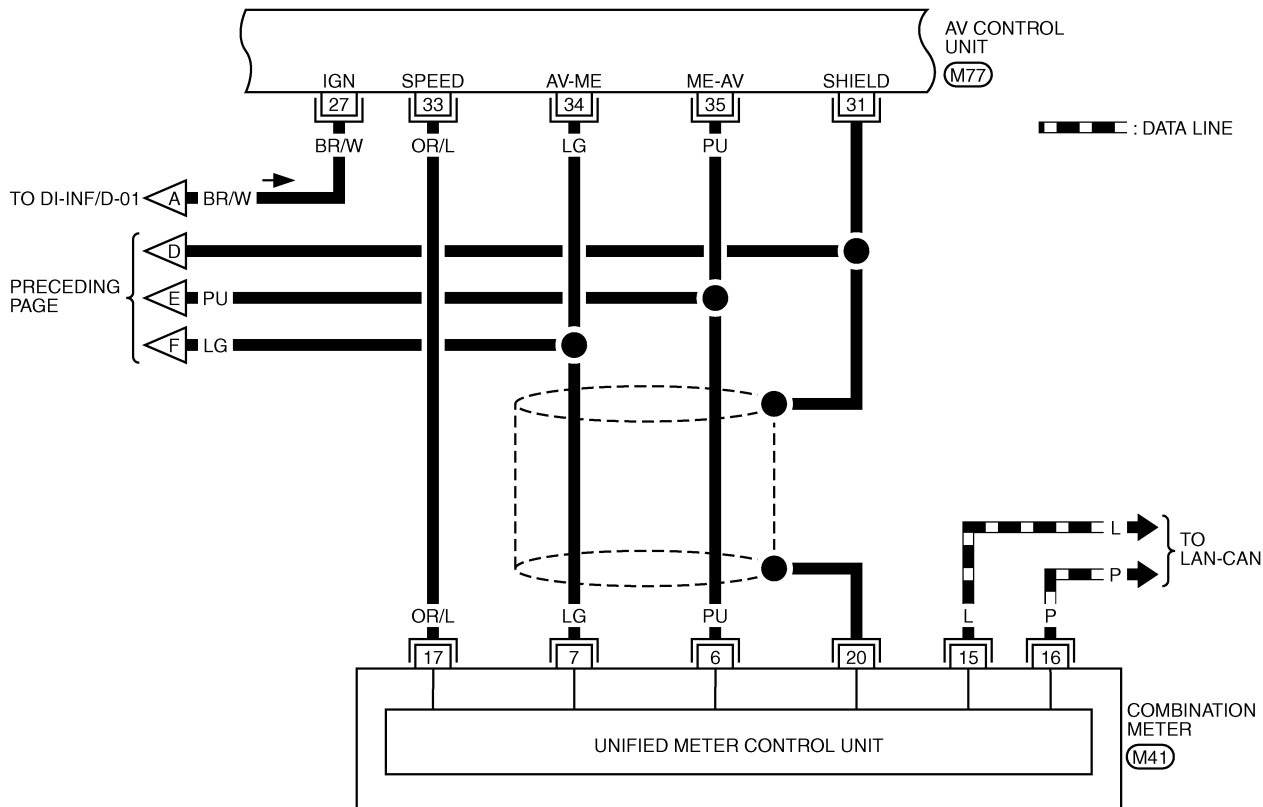 AV CONTROL
UNIT
M77
IGN SPEED AV-ME ME-AV SHIELD
27 33 34 35 31
BR/W OR/L LG PU
: DATA LINE
TO DI-INF/D-01 A BR/W
D
PRECEDING
PAGE
E PU
F LG
L
TO
LAN-CAN
P
OR/L LG PU L P
17 7 6 20 15 16
COMBINATION
METER
M41
UNIFIED METER CONTROL UNIT